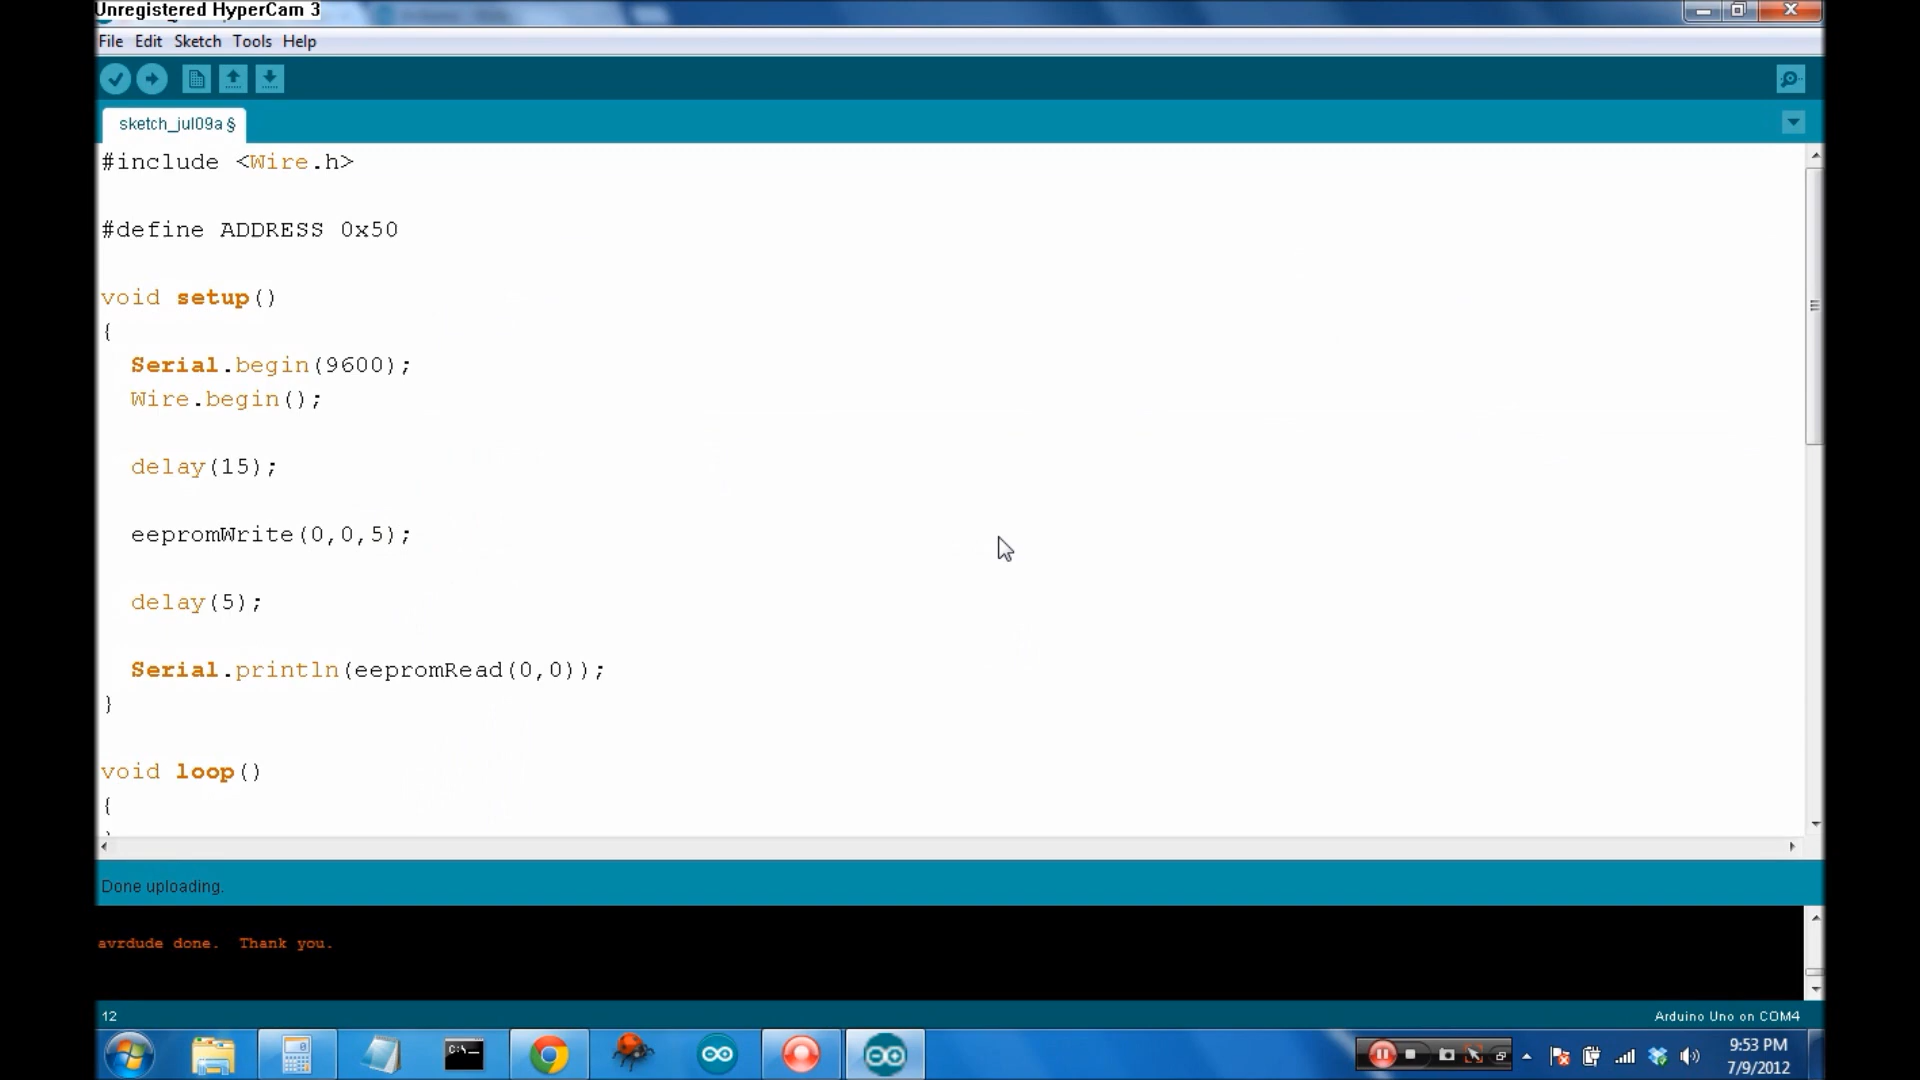 Unregistered HyperCam 3
File Edit Sketch Tools Help
sketch_jul09a §
#include <Wire.h>
#define ADDRESS 0x50
void setup()
{
Serial.begin(9600);
Wire.begin();
delay(15);
eepromWrite(0,0,5);
delay(5);
Serial.println(eepromRead(0,0));
}
void loop()
{
Done uploading.
avrdude done.  Thank you.
12
Arduino Uno on COM4
C:\
9:53 PM
7/9/2012